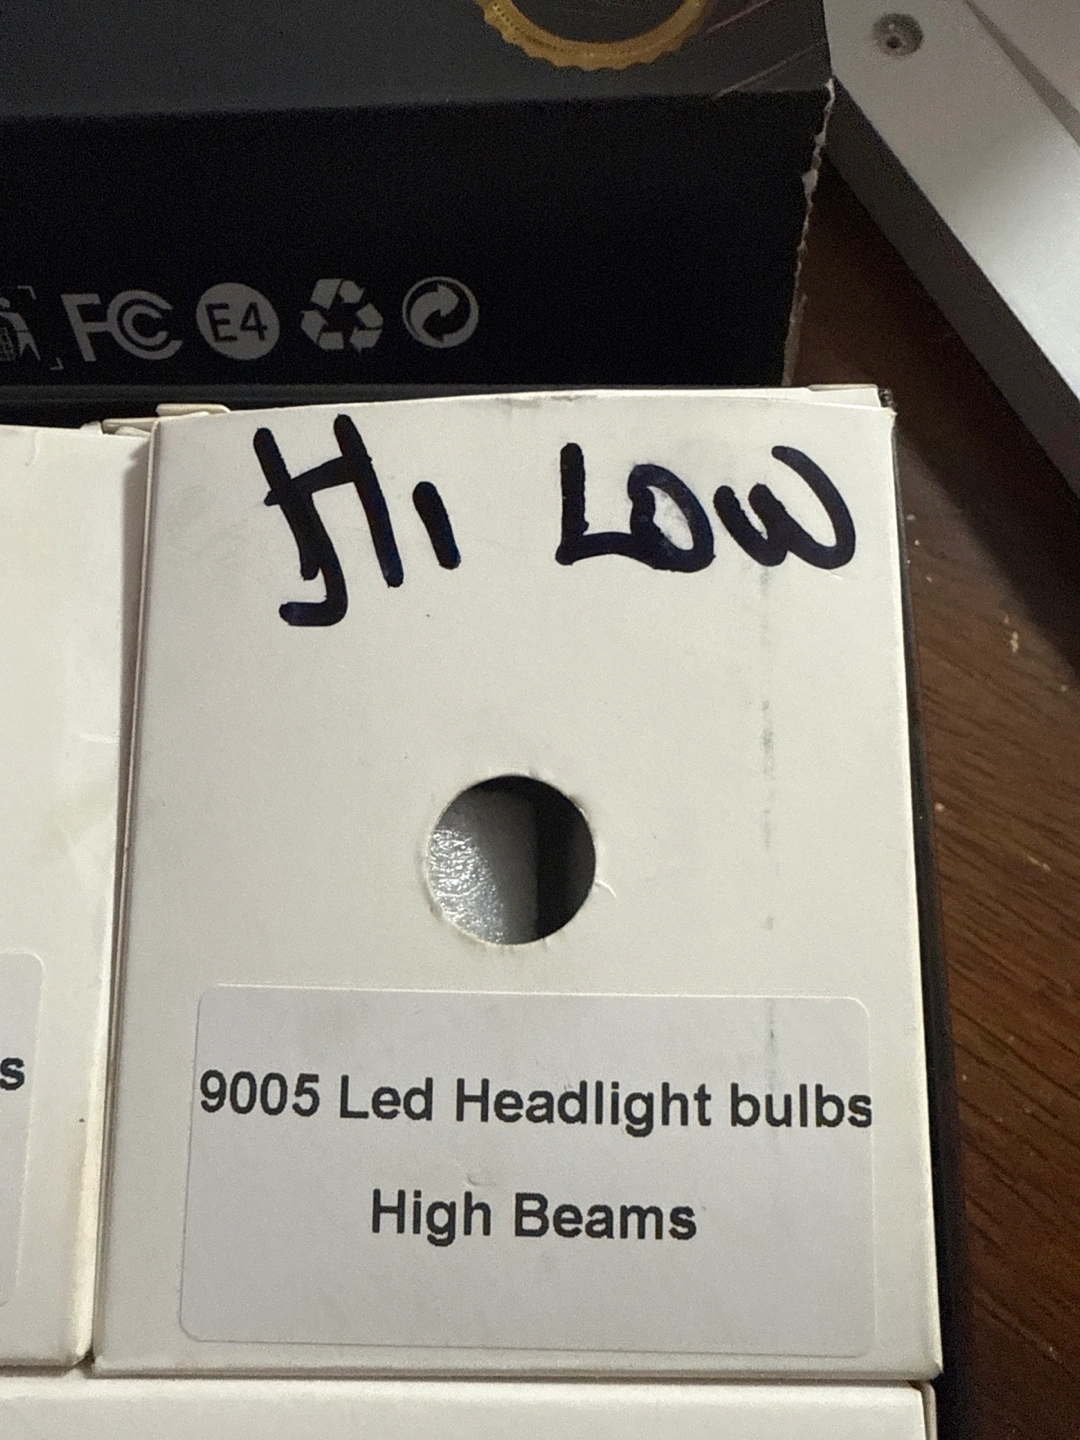 FC E4
HI LOW
s
9005 Led Headlight bulbs
High Beams